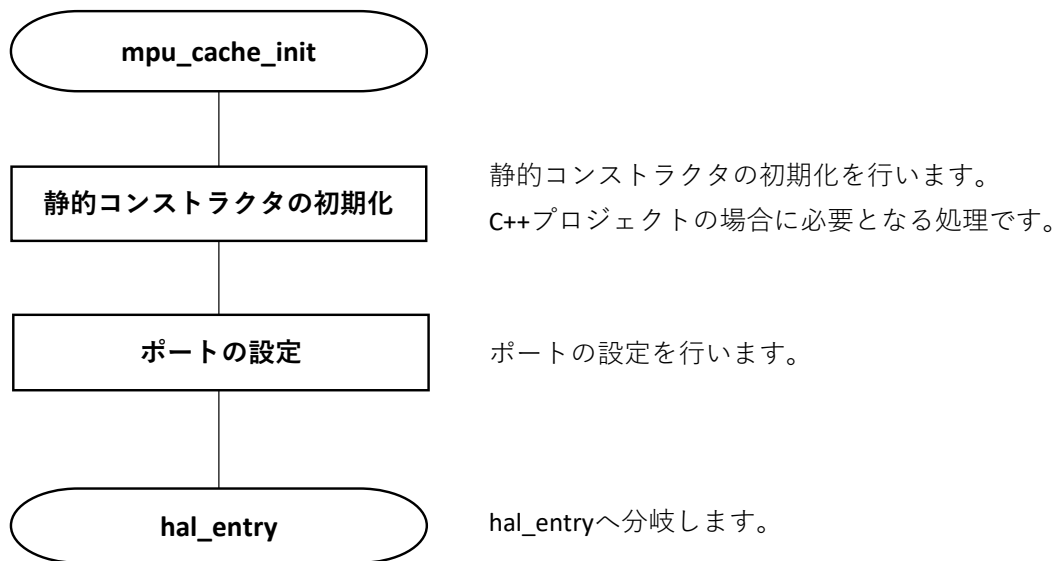 mpu_cache_init
静的コンストラクタの初期化
静的コンストラクタの初期化を行います。
C++プロジェクトの場合に必要となる処理です。
ポートの設定
ポートの設定を行います。
hal_entry
hal_entryへ分岐します。